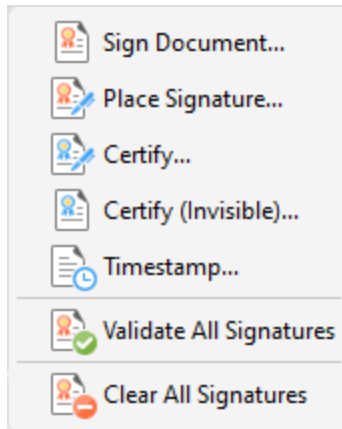 Sign Document...
Place Signature...
Certify...
Certify (Invisible)...
Timestamp...
Validate All Signatures
Clear All Signatures